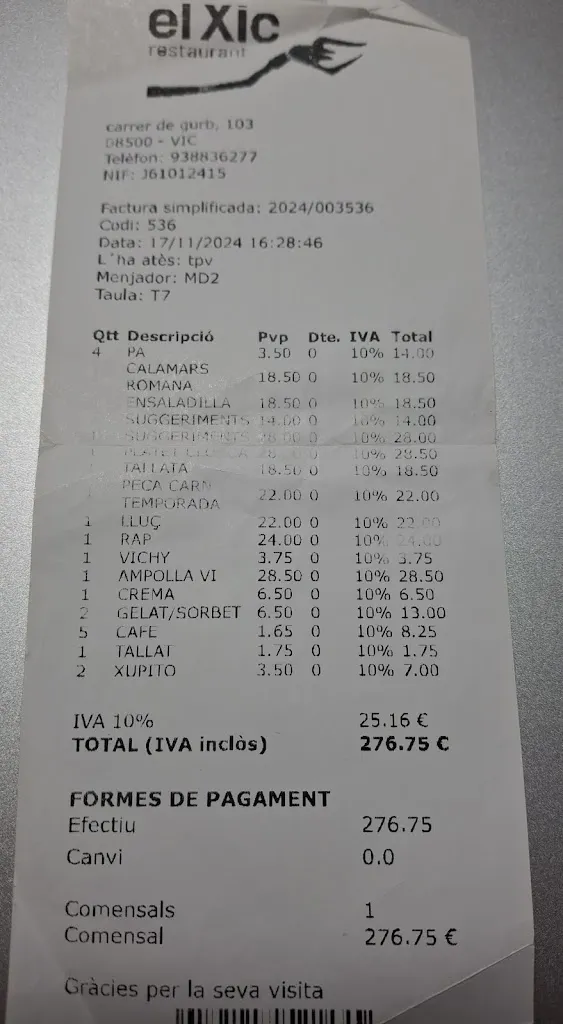 el Xic
restaurant
carrer de gurb, 103
08500 - VIC
Telèfon: 938836277
NIF: J61012415
Factura simplificada: 2024/003536
Codi: 536
Data: 17/11/2024 16:28:46
L´ha atès: tpv
Menjador: MD2
Taula: T7
Qtt Descripció Pvp Dte. IVA Total
4 PA 3.50 0 10% 14.00
CALAMARS
ROMANA 18.50 0 10% 18.50
ENSALADILLA 18.50 0 10% 18.50
SUGGERIMENTS 14.00 0 10% 14.00
SUGGERIMENTS 28.00 0 10% 28.00
1 PLATET 0 10% 28.50
1 TALLATA 18.50 0 10% 18.50
PEÇA CARN
TEMPORADA 22.00 0 10% 22.00
1 LLUÇ 22.00 0 10% 22.00
1 RAP 24.00 0 10% 24.00
1 VICHY 3.75 0 10% 3.75
1 AMPOLLA VI 28.50 0 10% 28.50
1 CREMA 6.50 0 10% 6.50
2 GELAT/SORBET 6.50 0 10% 13.00
5 CAFE 1.65 0 10% 8.25
1 TALLAT 1.75 0 10% 1.75
2 XUPITO 3.50 0 10% 7.00
IVA 10% 25.16 €
TOTAL (IVA inclòs) 276.75 €
FORMES DE PAGAMENT
Efectiu 276.75
Canvi 0.0
Comensals 1
Comensal 276.75 €
Gràcies per la seva visita